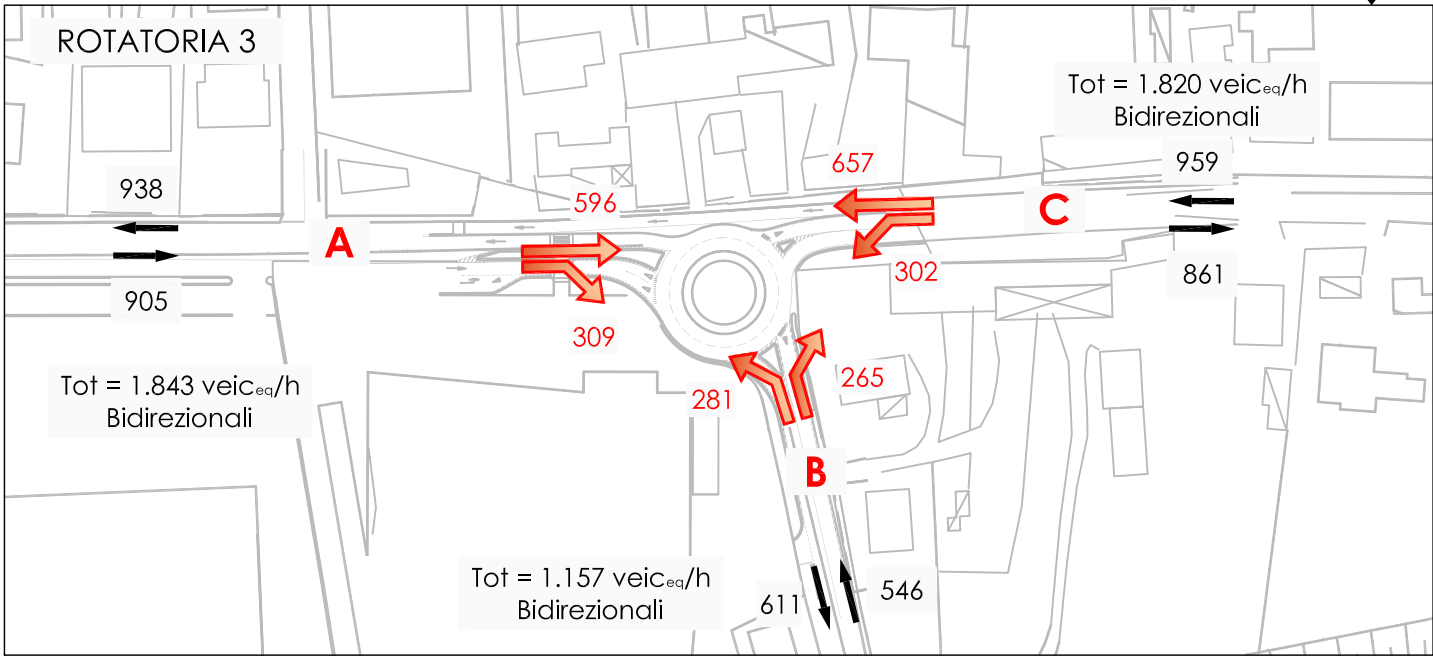 ROTATORIA 3
Tot = 1.820 veiceq/h
Bidirezionali
657
959
938
596
C
A
302
861
905
309
265
Tot = 1.843 veiceq/h
Bidirezionali
281
B
Tot = 1.157 veiceq/h
Bidirezionali
611
546